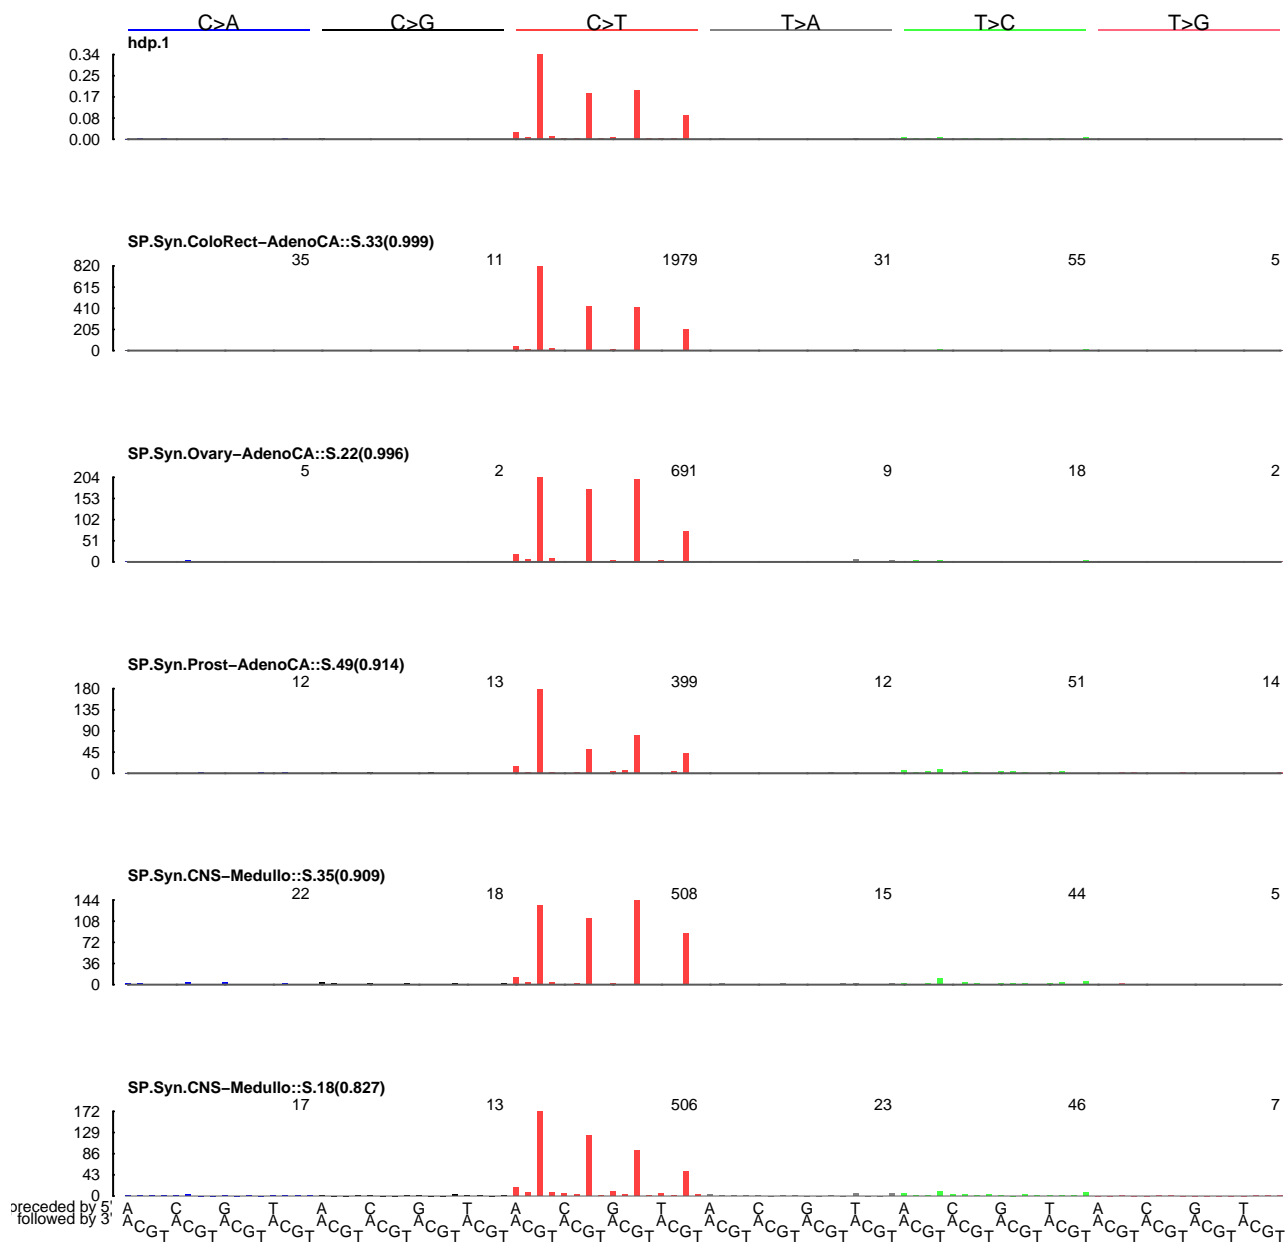 C>A C>G C>T T>A T>C T>G
hdp.1
0.34
0.25
0.17
0.08
0.00
SP.Syn.ColoRect−AdenoCA::S.33(0.999)
35 11 1979 31 55 5
820
615
410
205
0
SP.Syn.Ovary−AdenoCA::S.22(0.996)
5 2 691 9 18 2
204
153
102
51
0
SP.Syn.Prost−AdenoCA::S.49(0.914)
12 13 399 12 51 14
180
135
90
45
0
SP.Syn.CNS−Medullo::S.35(0.909)
22 18 508 15 44 5
144
108
72
36
0
SP.Syn.CNS−Medullo::S.18(0.827)
17 13 506 23 46 7
172
129
86
43
0
preceded by 5' A C G T A C G T A C G T A C G T A C G T A C G T
followed by 3' A C G T A C G T A C G T A C G T A C G T A C G T A C G T A C G T A C G T A C G T A C G T A C G T A C G T A C G T A C G T A C G T A C G T A C G T A C G T A C G T A C G T A C G T A C G T A C G T